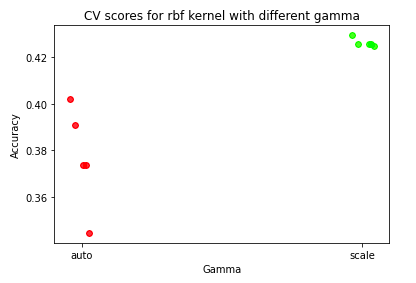 CV scores for rbf kernel with different gamma
0.42
0.40
0.38
0.36
Accuracy
auto
scale
Gamma